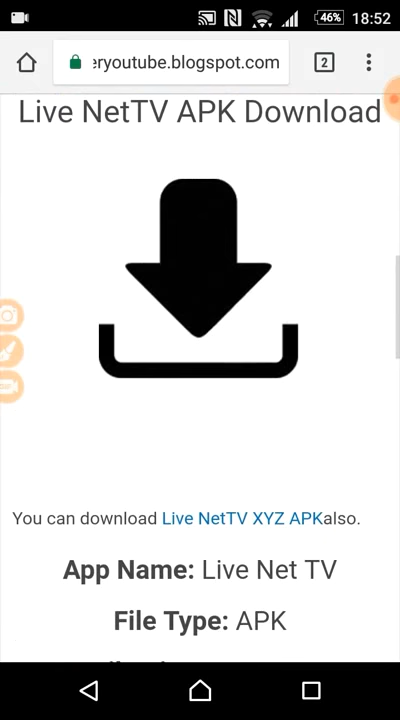 46% 18:52
eryoutube.blogspot.com 2
Live NetTV APK Download
You can download Live NetTV XYZ APKalso.
App Name: Live Net TV
File Type: APK